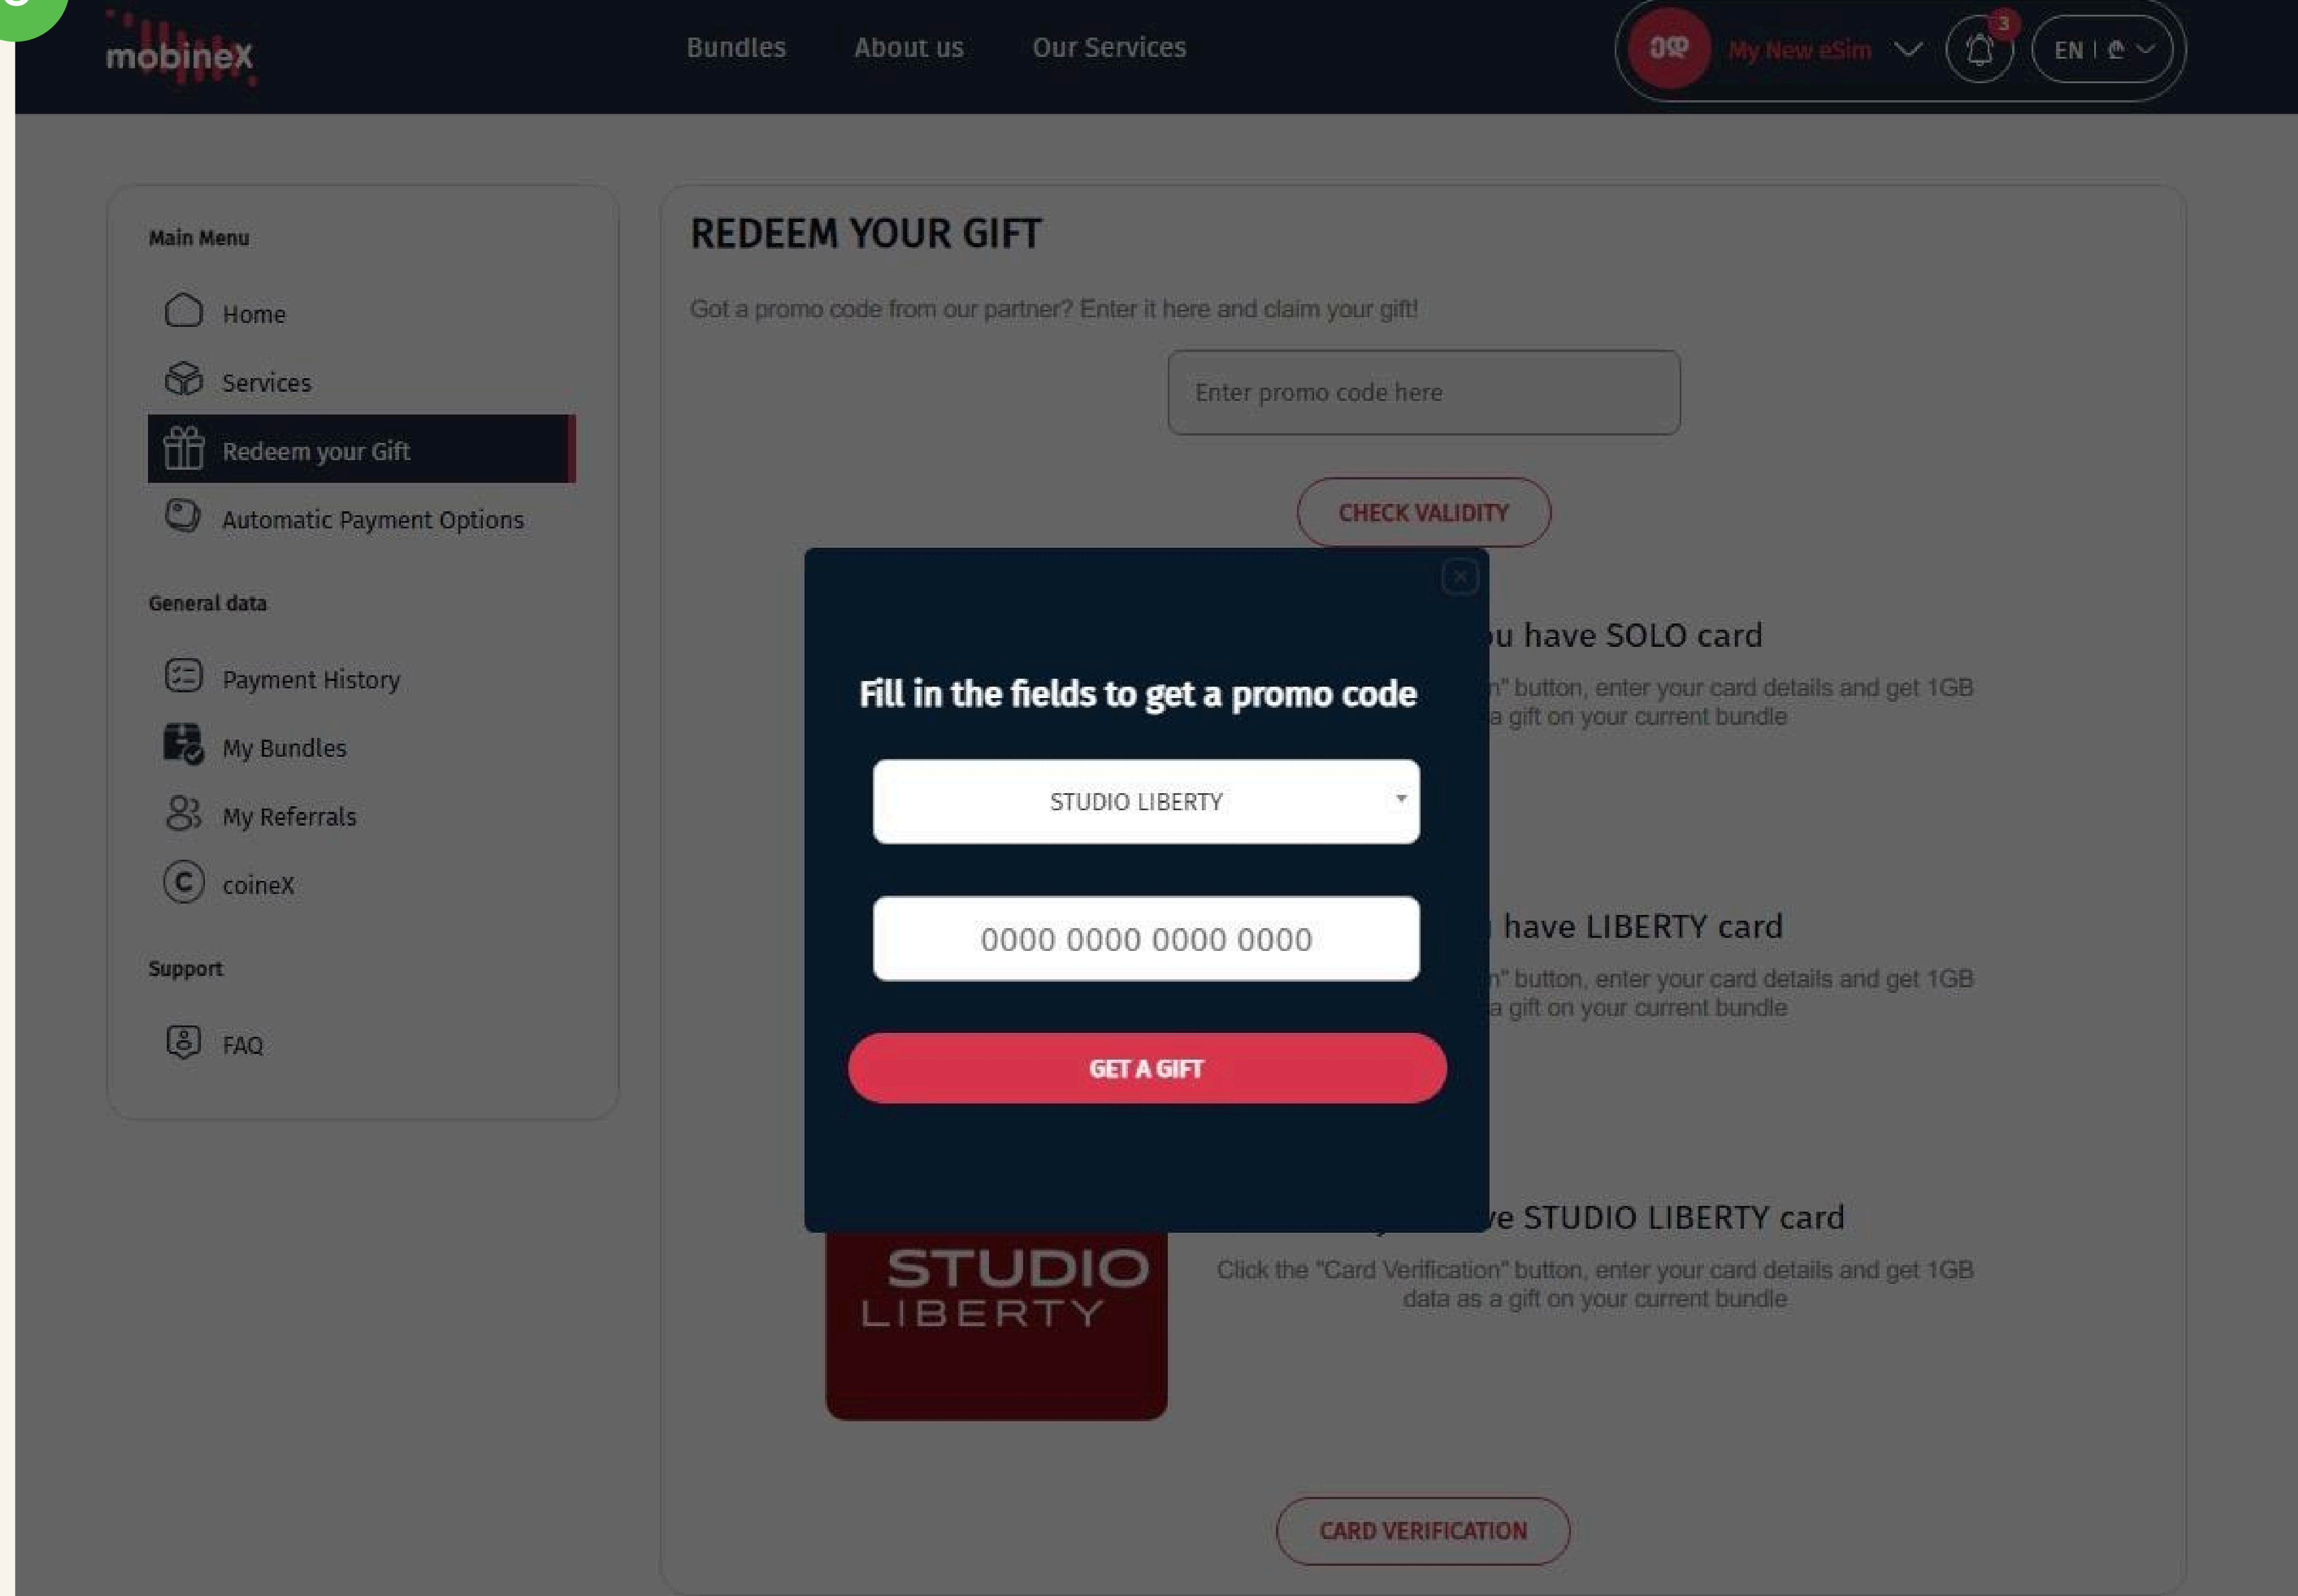 mobineX
Bundles About us Our Services
My New eSim 3 EN | ₾
Main Menu
Home
Services
Redeem your Gift
Automatic Payment Options
General data
Payment History
My Bundles
My Referrals
C coineX
Support
FAQ
REDEEM YOUR GIFT
Got a promo code from our partner? Enter it here and claim your gift!
Enter promo code here
CHECK VALIDITY
have SOLO card
button, enter your card details and get 1GB
a gift on your current bundle
have LIBERTY card
button, enter your card details and get 1GB
a gift on your current bundle
STUDIO LIBERTY card
Click the "Card Verification" button, enter your card details and get 1GB
data as a gift on your current bundle
Fill in the fields to get a promo code
STUDIO LIBERTY
0000 0000 0000 0000
GET A GIFT
STUDIO
LIBERTY
CARD VERIFICATION